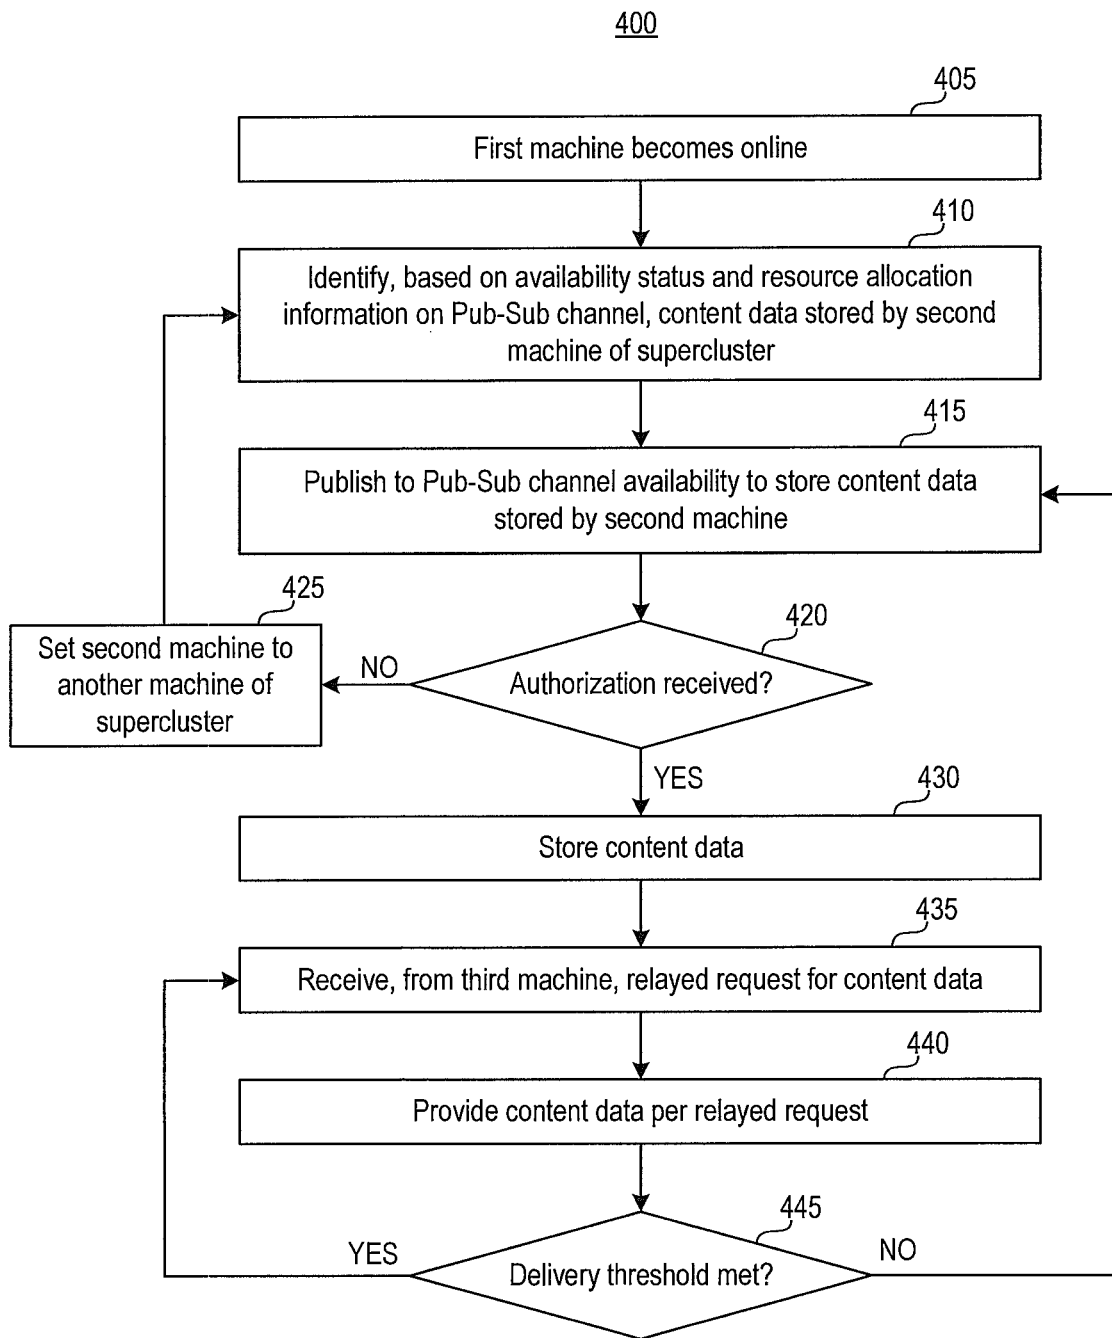 400
405
First machine becomes online
410
Identify, based on availability status and resource allocation
information on Pub-Sub channel, content data stored by second
machine of supercluster
415
Publish to Pub-Sub channel availability to store content data
stored by second machine
425
Set second machine to
another machine of
supercluster
NO
420
Authorization received?
YES
430
Store content data
435
Receive, from third machine, relayed request for content data
440
Provide content data per relayed request
445
YES
Delivery threshold met?
NO